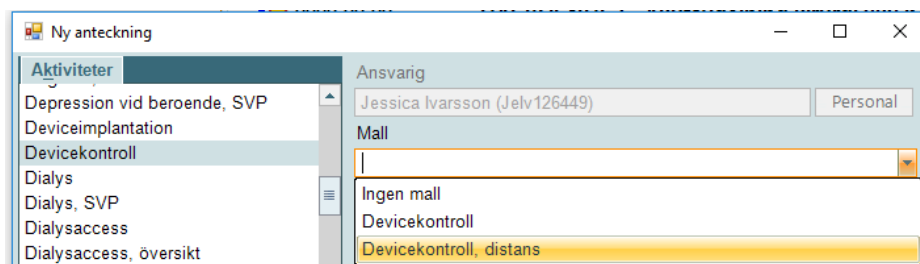 Ny anteckning
Aktiviteter
Depression vid beroende, SVP
Deviceimplantation
Devicekontroll
Dialys
Dialys, SVP
Dialysaccess
Dialysaccess, översikt
Ansvarig
Jessica Ivarsson (Jelv126449)
Personal
Mall
Ingen mall
Devicekontroll
Devicekontroll, distans